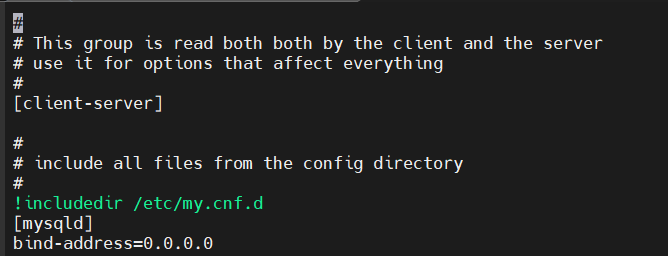 #
# This group is read both both by the client and the server
# use it for options that affect everything
#
[client-server]
#
# include all files from the config directory
#
!includedir /etc/my.cnf.d
[mysqld]
bind-address=0.0.0.0